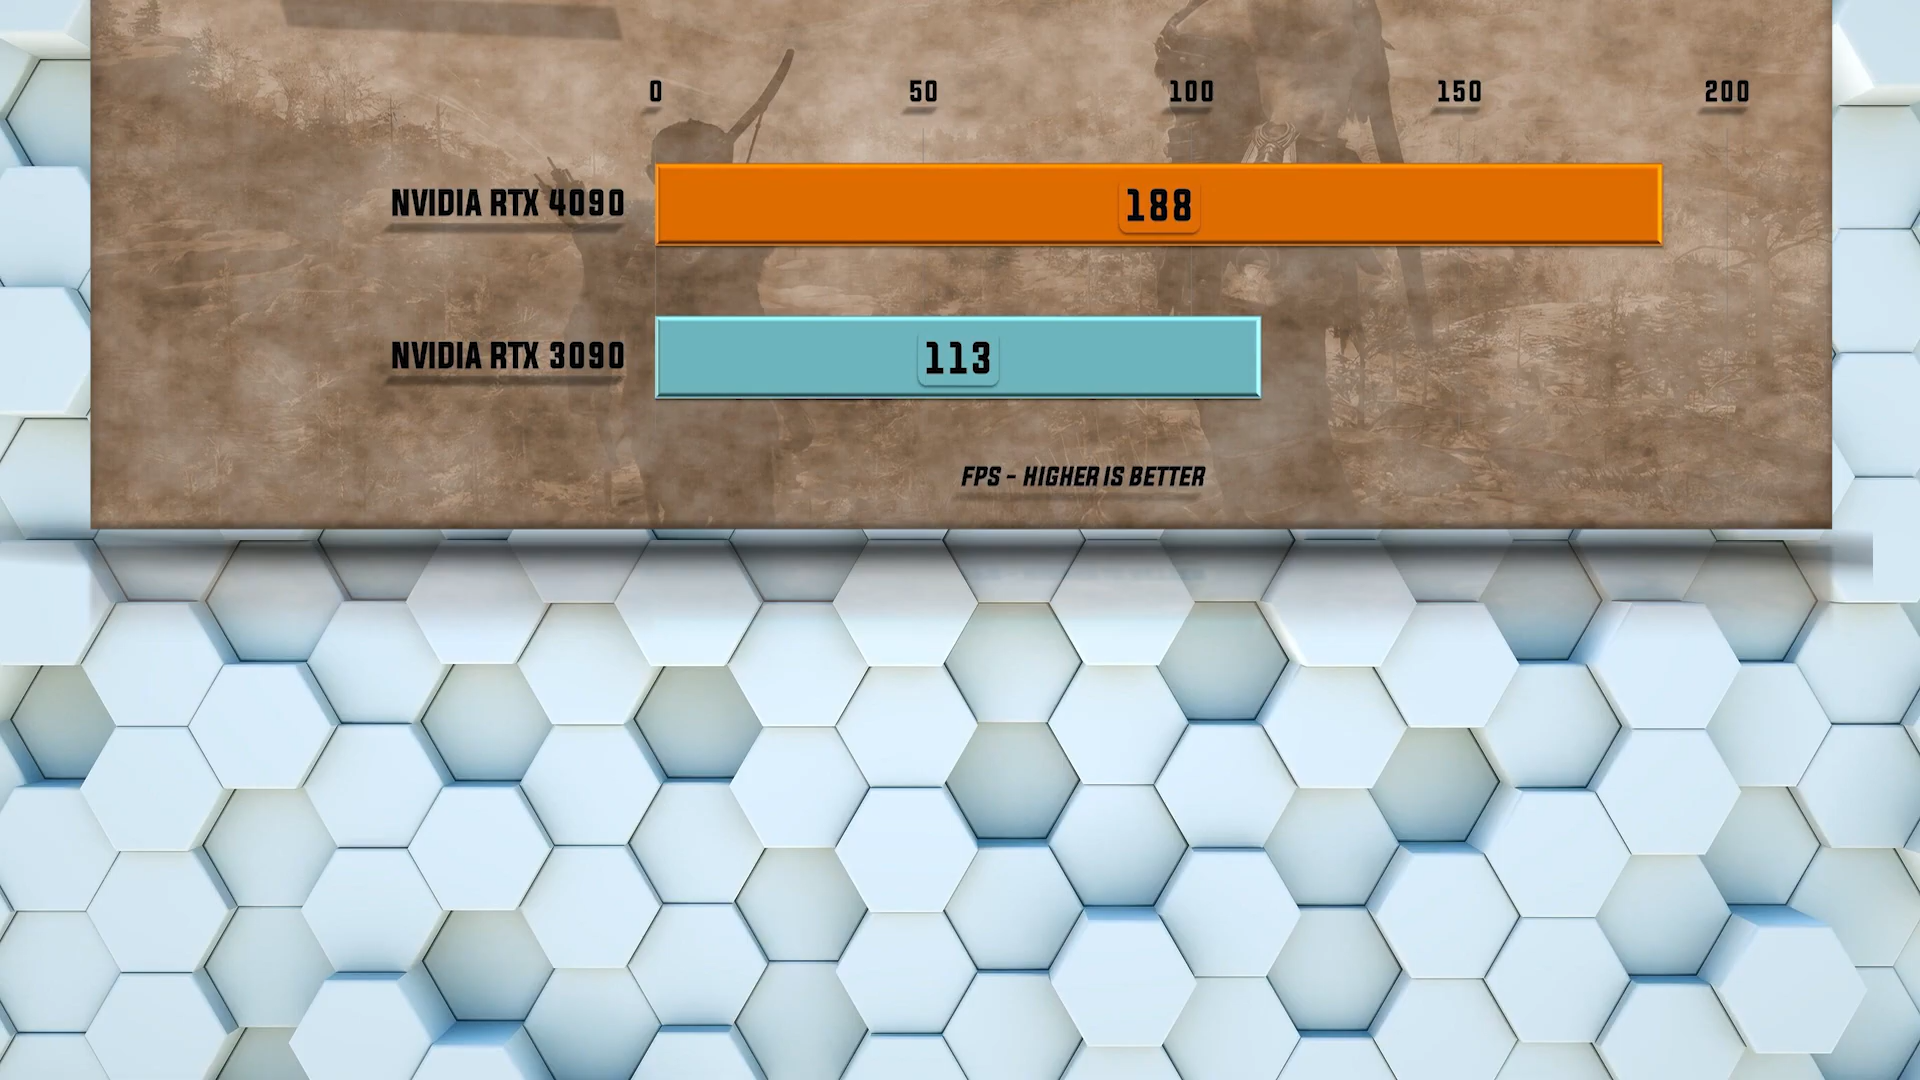 0 50 100 150 200
NVIDIA RTX 4090 188
NVIDIA RTX 3090 113
FPS - HIGHER IS BETTER